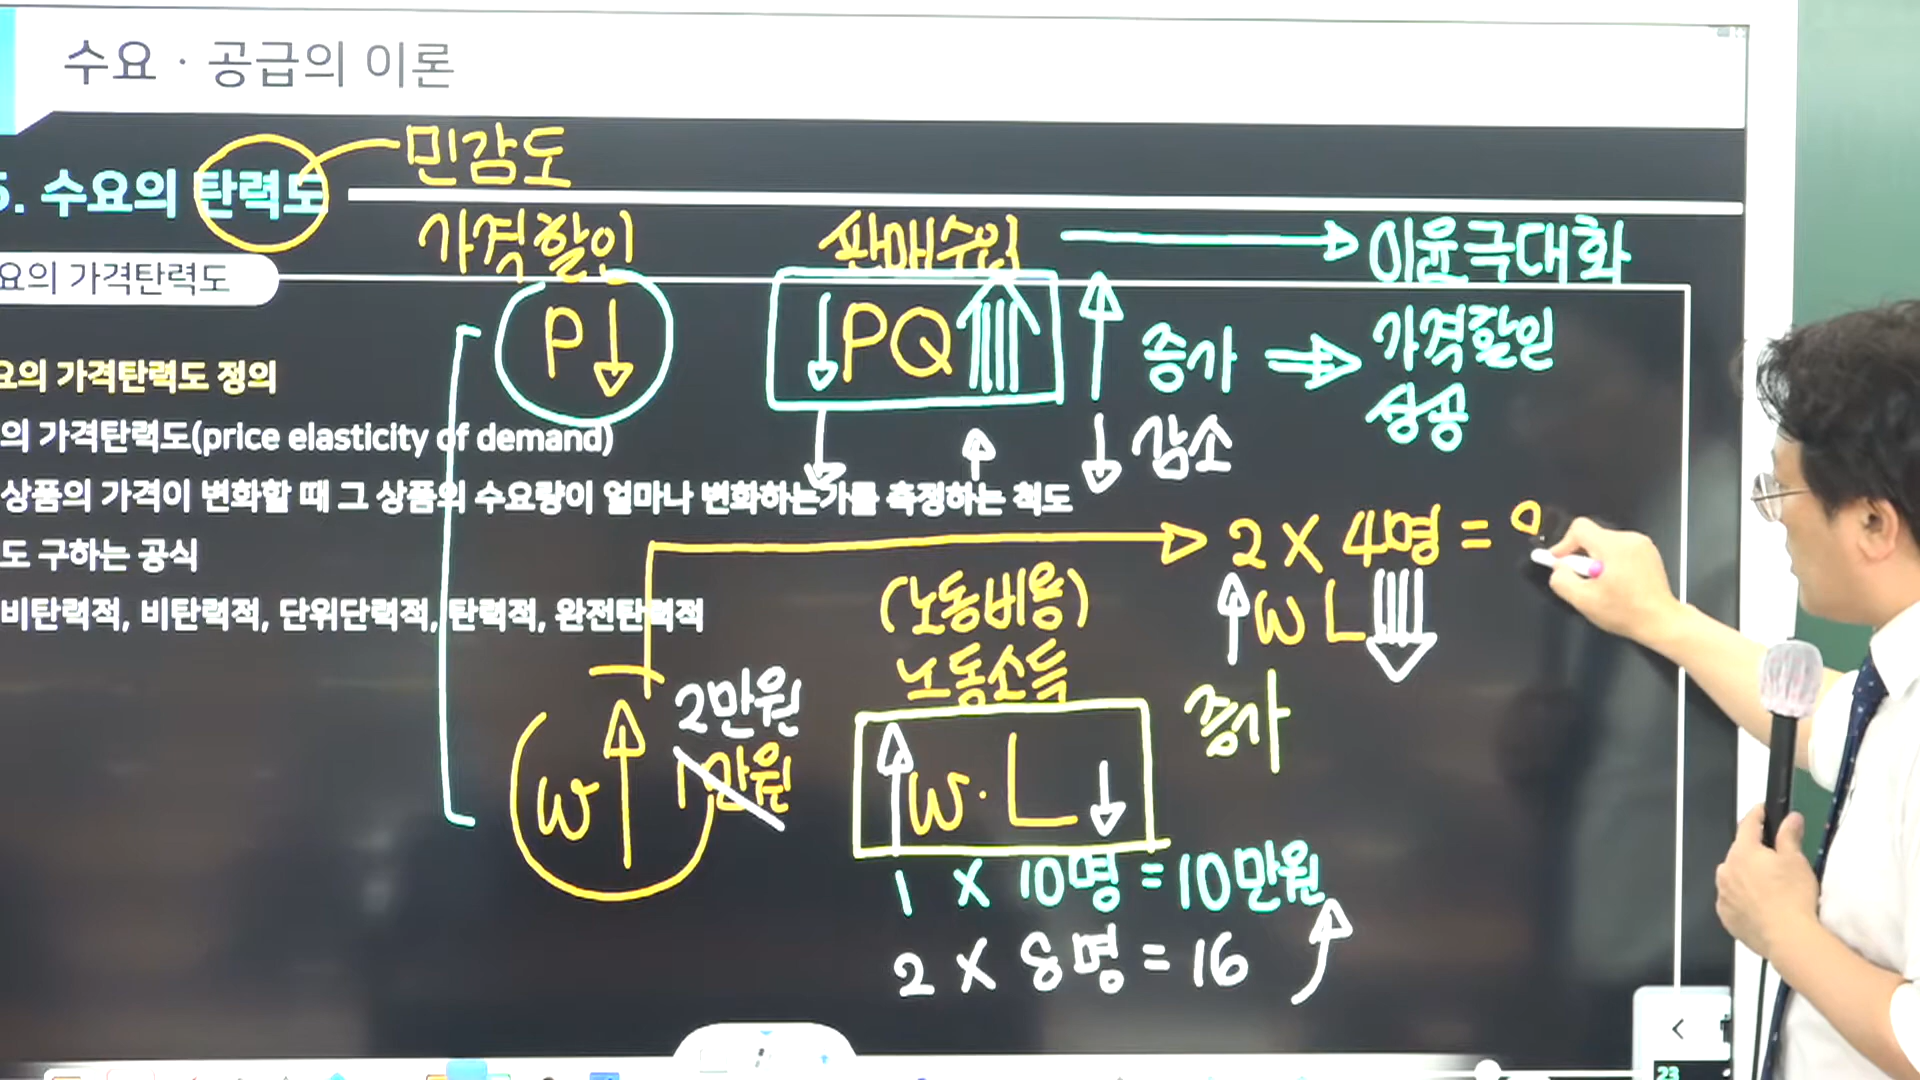 수요 · 공급의 이론
민감도
5. 수요의 탄력도
가격할인
판매수입
이윤극대화
요의 가격탄력도
P
PQ
증가
가격할인
성공
요의 가격탄력도 정의
의 가격탄력도(price elasticity of demand)
감소
상품의 가격이 변화할 때 그 상품의 수요량이 얼마나 변화하는가를 측정하는 척도
2 X 4명 =
도 구하는 공식
(노동비용)
w L
비탄력적, 비탄력적, 단위탄력적, 탄력적, 완전탄력적
노동소득
2만원
증가
1만원
w
w · L
1 X 10명 = 10만원
2 X 8명 = 16
23